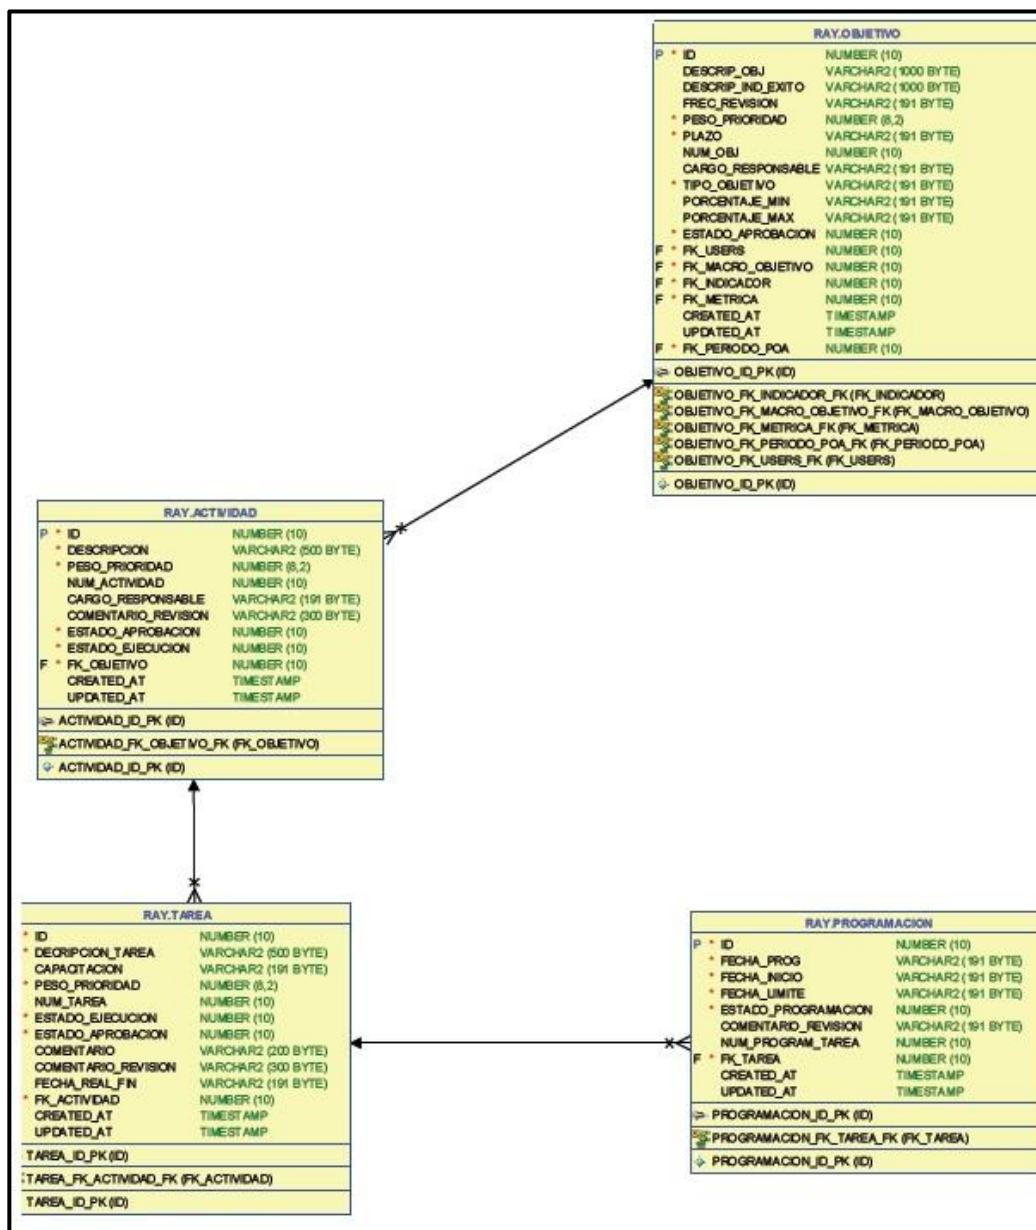 RAY.OBJETIVO
P * ID NUMBER (10)
DESCRIP_OBJ VARCHAR2 (1000 BYTE)
DESCRIP_IND_EXITO VARCHAR2 (1000 BYTE)
FREC_REVISION VARCHAR2 (191 BYTE)
* PESO_PRIORIDAD NUMBER (8,2)
* PLAZO VARCHAR2 (191 BYTE)
NUM_OBJ NUMBER (10)
CARGO_RESPONSABLE VARCHAR2 (191 BYTE)
* TIPO_OBJETIVO VARCHAR2 (191 BYTE)
PORCENTAJE_MIN VARCHAR2 (191 BYTE)
PORCENTAJE_MAX VARCHAR2 (191 BYTE)
* ESTADO_APROBACION NUMBER (10)
F * FK_USERS NUMBER (10)
F * FK_MACRO_OBJETIVO NUMBER (10)
F * FK_INDICADOR NUMBER (10)
F * FK_METRICA NUMBER (10)
CREATED_AT TIMESTAMP
UPDATED_AT TIMESTAMP
F * FK_PERIODO_POA NUMBER (10)
OBJETIVO_ID_PK (ID)
OBJETIVO_FK_INDICADOR_FK (FK_INDICADOR)
OBJETIVO_FK_MACRO_OBJETIVO_FK (FK_MACRO_OBJETIVO)
OBJETIVO_FK_METRICA_FK (FK_METRICA)
OBJETIVO_FK_PERIODO_POA_FK (FK_PERIODO_POA)
OBJETIVO_FK_USERS_FK (FK_USERS)
OBJETIVO_ID_PK (ID)
RAY.ACTIVIDAD
P * ID NUMBER (10)
* DESCRIPCION VARCHAR2 (500 BYTE)
* PESO_PRIORIDAD NUMBER (8,2)
NUM_ACTIVIDAD NUMBER (10)
CARGO_RESPONSABLE VARCHAR2 (191 BYTE)
COMENTARIO_REVISION VARCHAR2 (300 BYTE)
* ESTADO_APROBACION NUMBER (10)
* ESTADO_EJECUCION NUMBER (10)
F * FK_OBJETIVO NUMBER (10)
CREATED_AT TIMESTAMP
UPDATED_AT TIMESTAMP
ACTIVIDAD_ID_PK (ID)
ACTIVIDAD_FK_OBJETIVO_FK (FK_OBJETIVO)
ACTIVIDAD_ID_PK (ID)
RAY.TAREA
* ID NUMBER (10)
* DECRIPCION_TAREA VARCHAR2 (500 BYTE)
CAPACITACION VARCHAR2 (191 BYTE)
* PESO_PRIORIDAD NUMBER (8,2)
NUM_TAREA NUMBER (10)
* ESTADO_EJECUCION NUMBER (10)
* ESTADO_APROBACION NUMBER (10)
COMENTARIO VARCHAR2 (200 BYTE)
COMENTARIO_REVISION VARCHAR2 (300 BYTE)
FECHA_REAL_FIN VARCHAR2 (191 BYTE)
* FK_ACTIVIDAD NUMBER (10)
CREATED_AT TIMESTAMP
UPDATED_AT TIMESTAMP
TAREA_ID_PK (ID)
TAREA_FK_ACTIVIDAD_FK (FK_ACTIVIDAD)
TAREA_ID_PK (ID)
RAY.PROGRAMACION
P * ID NUMBER (10)
* FECHA_PROG VARCHAR2 (191 BYTE)
* FECHA_INICIO VARCHAR2 (191 BYTE)
* FECHA_LIMITE VARCHAR2 (191 BYTE)
* ESTADO_PROGRAMACION NUMBER (10)
COMENTARIO_REVISION VARCHAR2 (191 BYTE)
NUM_PROGRAM_TAREA NUMBER (10)
F * FK_TAREA NUMBER (10)
CREATED_AT TIMESTAMP
UPDATED_AT TIMESTAMP
PROGRAMACION_ID_PK (ID)
PROGRAMACION_FK_TAREA_FK (FK_TAREA)
PROGRAMACION_ID_PK (ID)